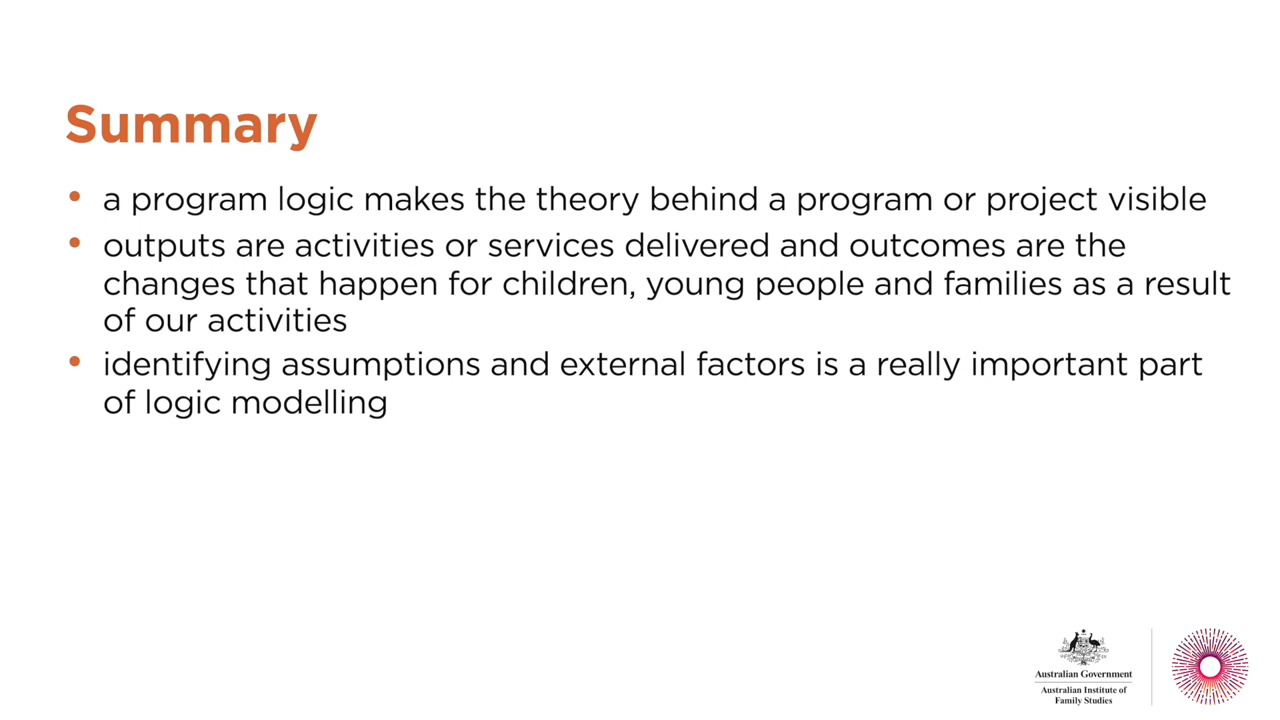 Summary
• a program logic makes the theory behind a program or project visible
• outputs are activities or services delivered and outcomes are the
changes that happen for children, young people and families as a result
of our activities
• identifying assumptions and external factors is a really important part
of logic modelling
Australian Government
Australian Institute of
Family Studies